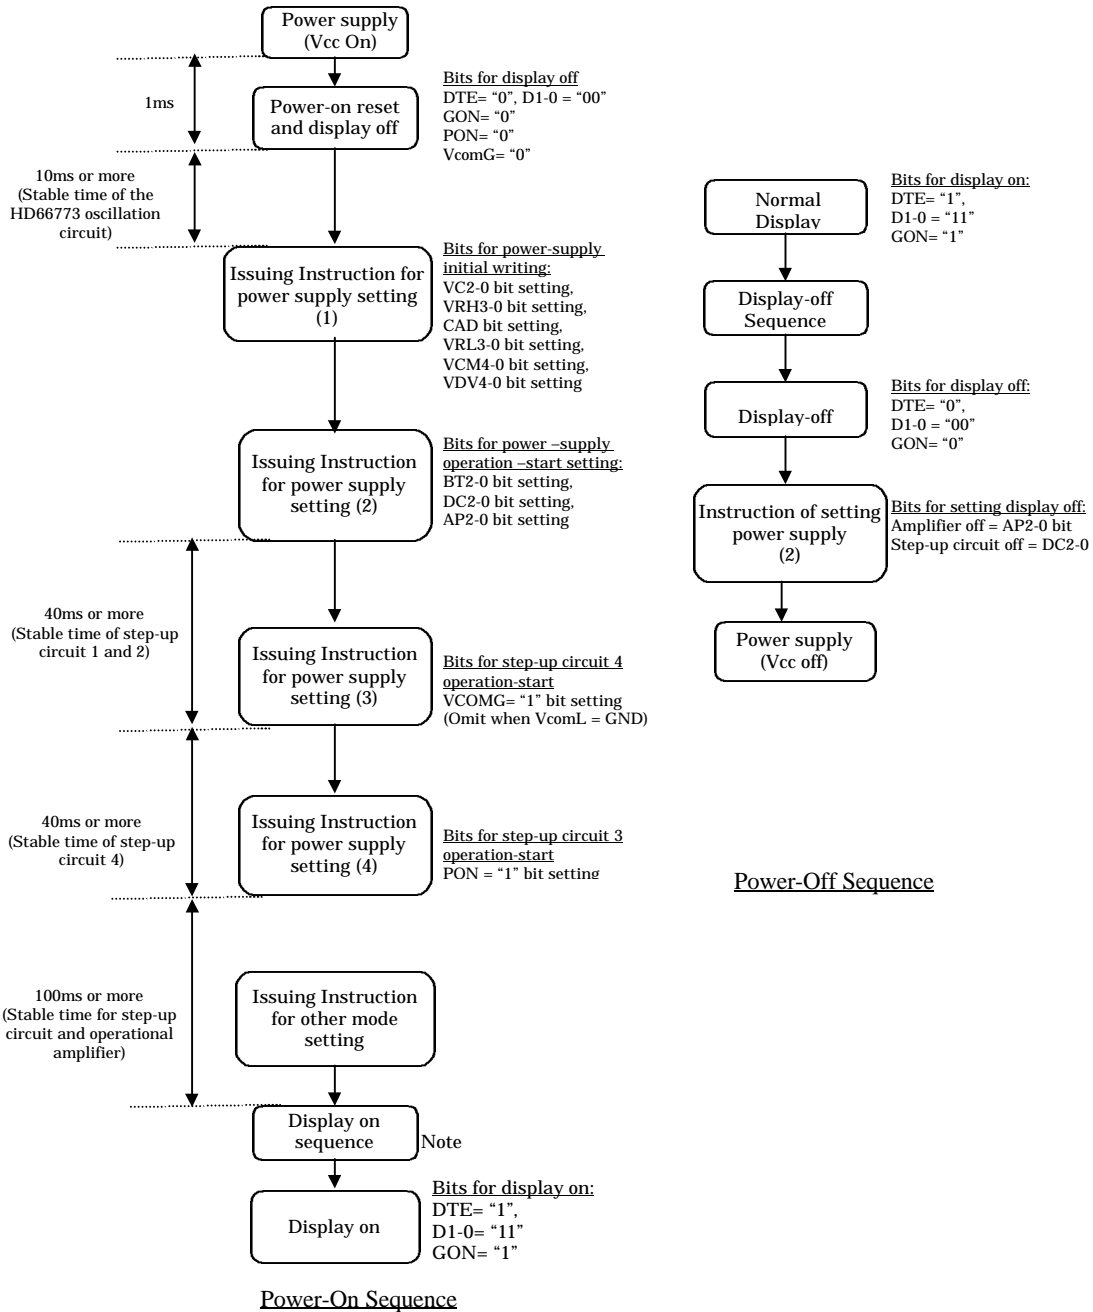 Power supply
(Vcc On)
1ms
Power-on reset
and display off
Bits for display off
DTE= “0”, D1-0 = “00”
GON= “0”
PON= “0”
VcomG= “0”
10ms or more
(Stable time of the
HD66773 oscillation
circuit)
Issuing Instruction for
power supply setting
(1)
Bits for power-supply
initial writing:
VC2-0 bit setting,
VRH3-0 bit setting,
CAD bit setting,
VRL3-0 bit setting,
VCM4-0 bit setting,
VDV4-0 bit setting
Issuing Instruction
for power supply
setting (2)
Bits for power –supply
operation –start setting:
BT2-0 bit setting,
DC2-0 bit setting,
AP2-0 bit setting
40ms or more
(Stable time of step-up
circuit 1 and 2)
Issuing Instruction
for power supply
setting (3)
Bits for step-up circuit 4
operation-start
VCOMG= “1” bit setting
(Omit when VcomL = GND)
40ms or more
(Stable time of step-up
circuit 4)
Issuing Instruction
for power supply
setting (4)
Bits for step-up circuit 3
operation-start
PON = “1” bit setting
100ms or more
(Stable time for step-up
circuit and operational
amplifier)
Issuing Instruction
for other mode
setting
Display on
sequence
Note
Display on
Bits for display on:
DTE= “1”,
D1-0= “11”
GON= “1”
Power-On Sequence
Normal
Display
Bits for display on:
DTE= “1”,
D1-0 = “11”
GON= “1”
Display-off
Sequence
Display-off
Bits for display off:
DTE= “0”,
D1-0 = “00”
GON= “0”
Instruction of setting
power supply
(2)
Bits for setting display off:
Amplifier off = AP2-0 bit
Step-up circuit off = DC2-0
Power supply
(Vcc off)
Power-Off Sequence